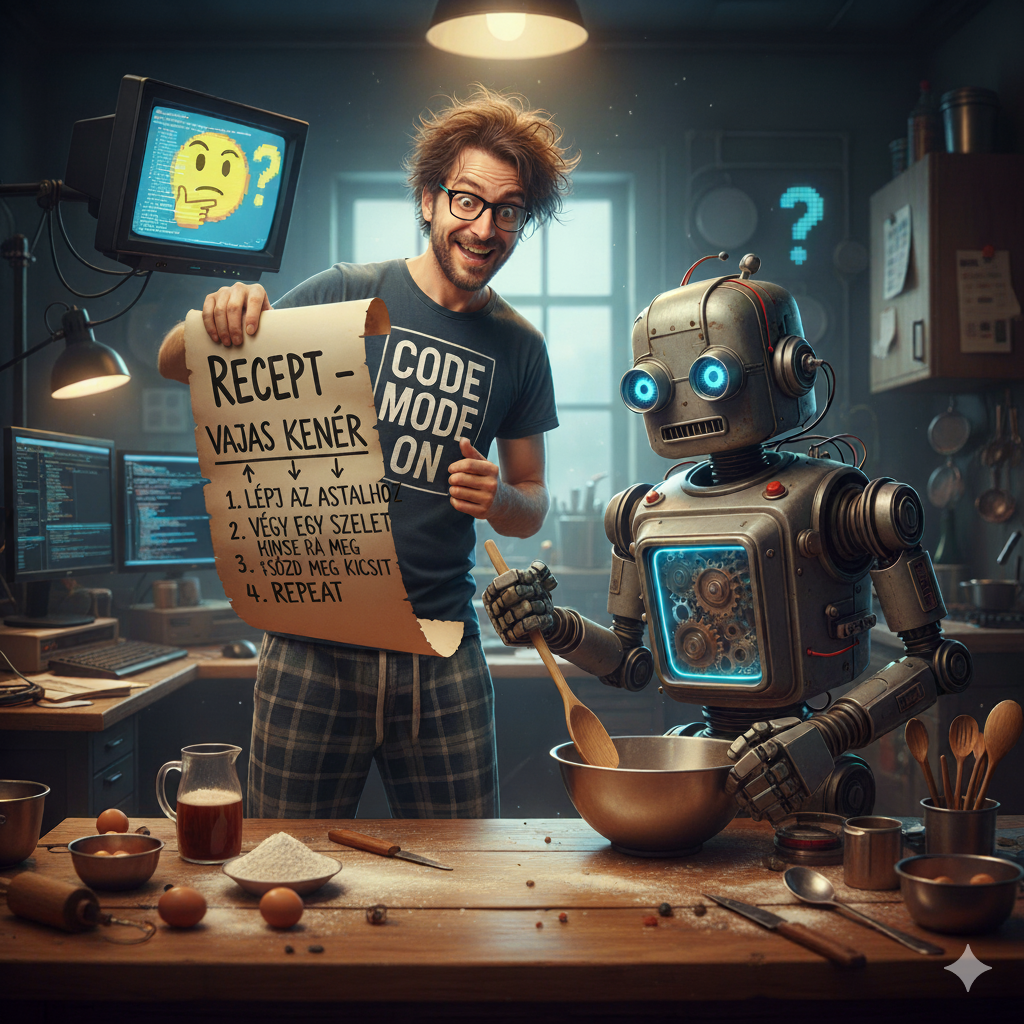 RECEPT –
VAJAS KENÉR
1. LÉPJ AZ ASTALHOZ
2. VÉGY EGY SZELET
HINSE RÁ MEG
3. SÓZD MEG KICSIT
4. REPEAT
CODE
MODE
ON
?
?